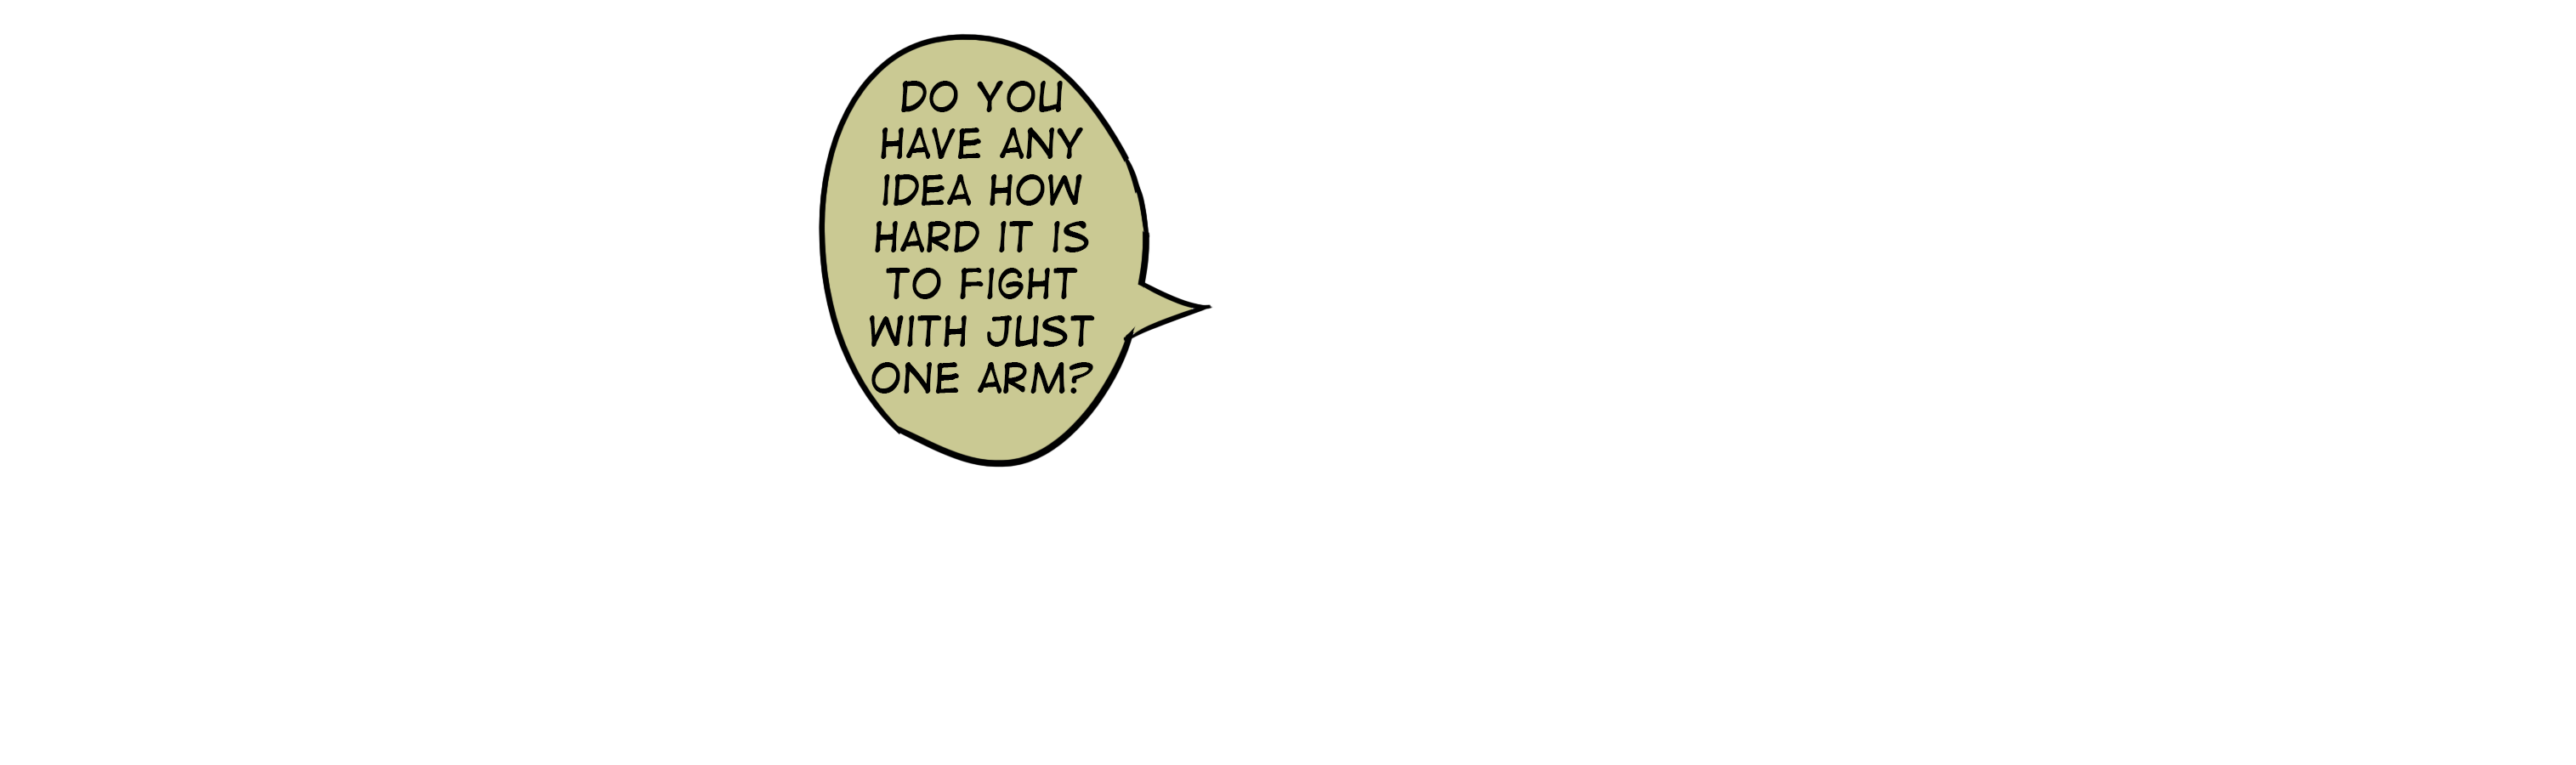 DO YOU
HAVE ANY
IDEA HOW
HARD IT IS
TO FIGHT
WITH JUST
ONE ARM?